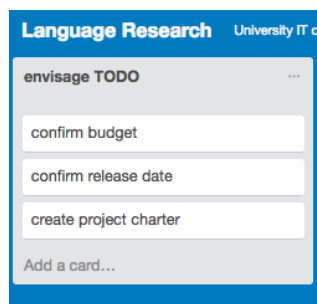 Language Research University IT
envisage TODO ...
confirm budget
confirm release date
create project charter
Add a card...